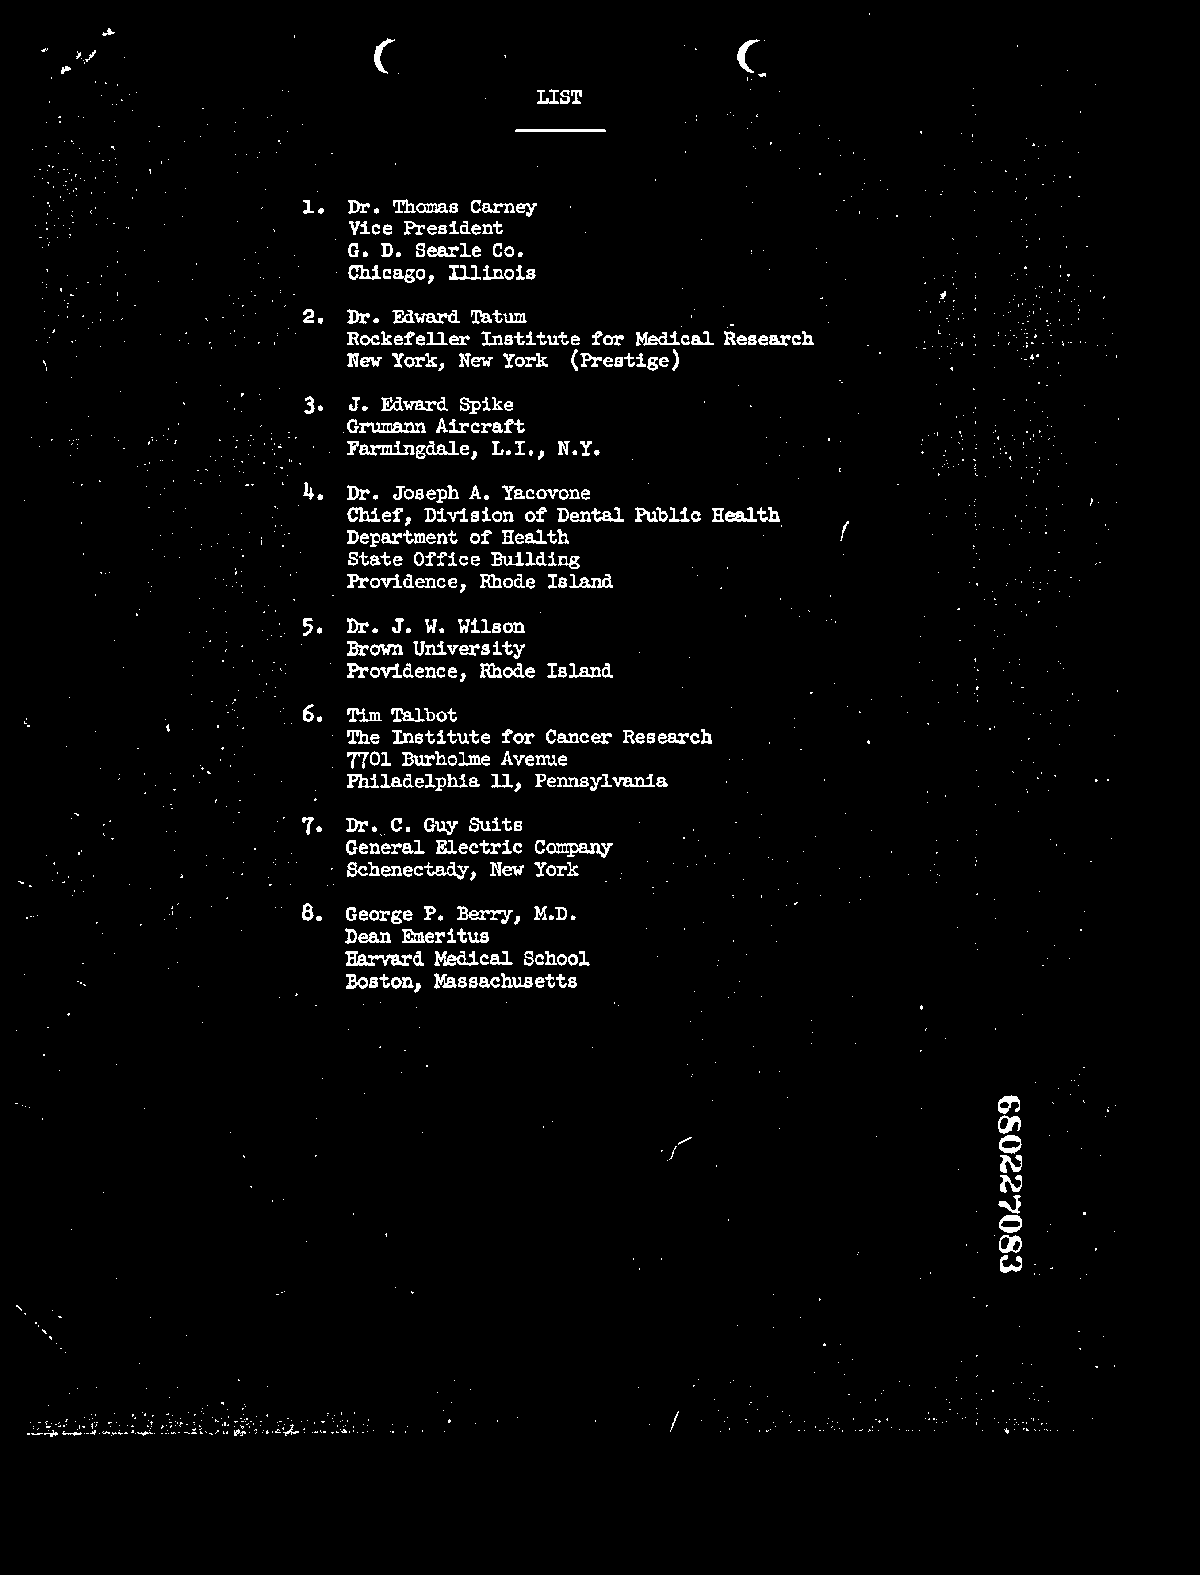 LIST
1. Dr. Thomas Carney
Vice President
G. D. Searle Co.
Chicago, Illinois
2. Dr. Edward Tatum
Rockefeller Institute for Medical Research
New York, New York (Prestige)
3. J. Edward Spike
Grumann Aircraft
Farmingdale, L.I., N.Y.
4. Dr. Joseph A. Yacovone
Chief, Division of Dental Public Health
Department of Health
State Office Building
Providence, Rhode Island
5. Dr. J. W. Wilson
Brown University
Providence, Rhode Island
6. Tim Talbot
The Institute for Cancer Research
7701 Burholme Avenue
Philadelphia 11, Pennsylvania
7. Dr. C. Guy Suits
General Electric Company
Schenectady, New York
8. George P. Berry, M.D.
Dean Emeritus
Harvard Medical School
Boston, Massachusetts
680227083